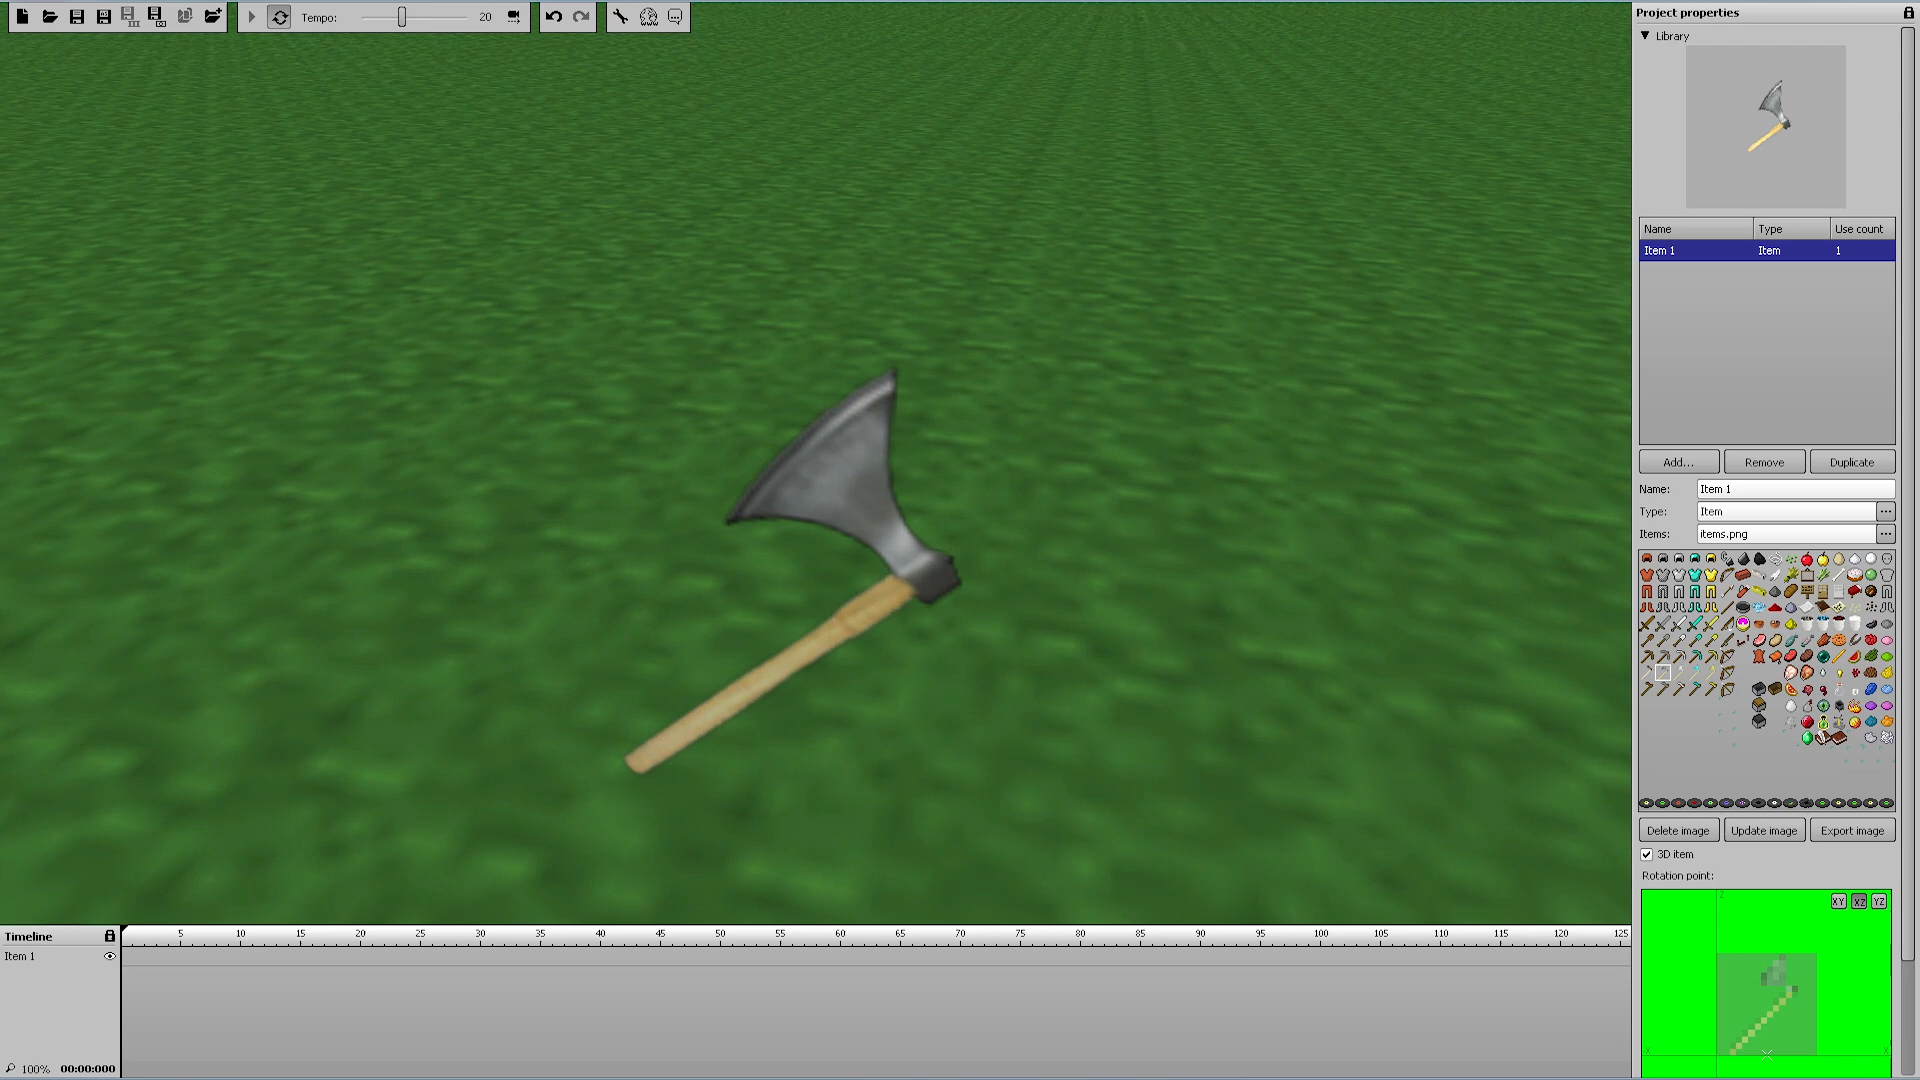 Tempo: 20
Project properties
Library
Name Type Use count
Item 1 Item 1
Add... Remove Duplicate
Name: Item 1
Type: Item ...
Items: items.png ...
Delete image Update image Export image
3D item
Rotation point:
XY XZ YZ
Z
X X
Timeline
5 10 15 20 25 30 35 40 45 50 55 60 65 70 75 80 85 90 95 100 105 110 115 120 125
Item 1
100% 00:00:000